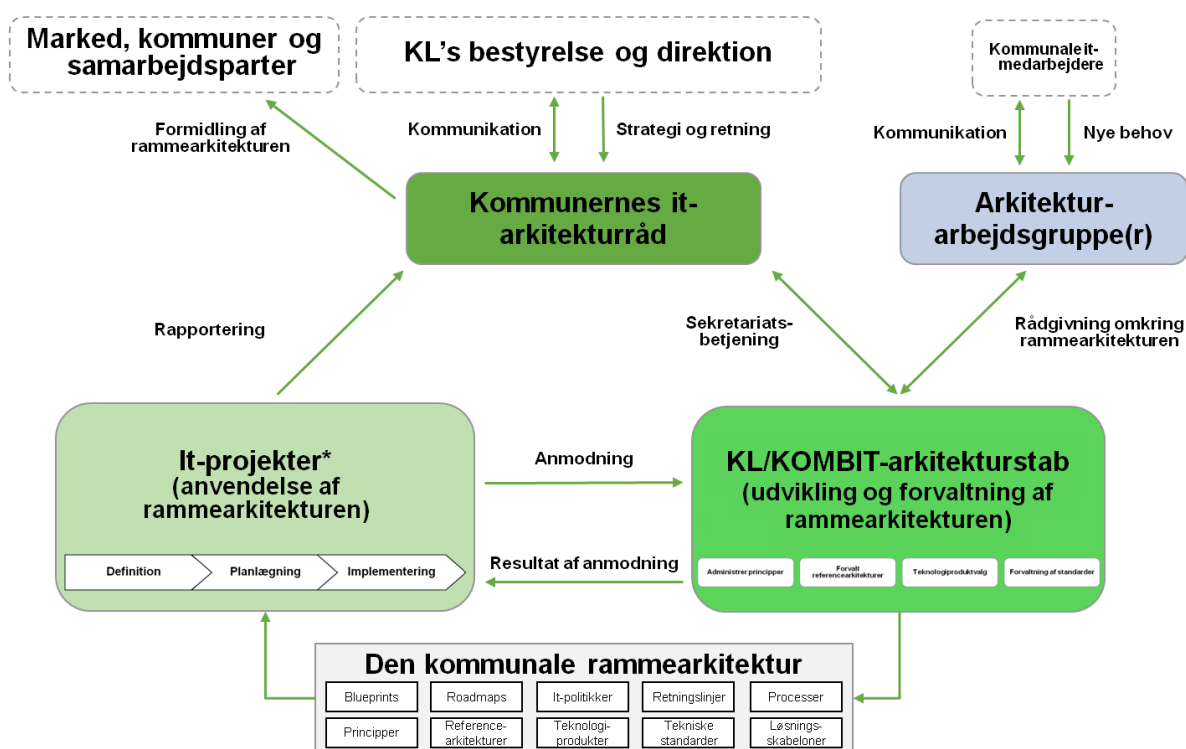 Marked, kommuner og
samarbejdsparter
KL’s bestyrelse og direktion
Kommunale it-
medarbejdere
Formidling af
rammearkitekturen
Kommunikation
Strategi og retning
Kommunikation
Nye behov
Kommunernes it-
arkitekturråd
Arkitektur-
arbejdsgruppe(r)
Rapportering
Sekretariats-
betjening
Rådgivning omkring
rammearkitekturen
It-projekter*
(anvendelse af
rammearkitekturen)
Definition
Planlægning
Implementering
Anmodning
Resultat af anmodning
KL/KOMBIT-arkitekturstab
(udvikling og forvaltning af
rammearkitekturen)
Administrer principper
Forvalt
referencearkitekturer
Teknologiproduktvalg
Forvaltning af standarder
Den kommunale rammearkitektur
Blueprints
Roadmaps
It-politikker
Retningslinjer
Processer
Principper
Reference-
arkitekturer
Teknologi-
produkter
Tekniske
standarder
Løsnings-
skabeloner